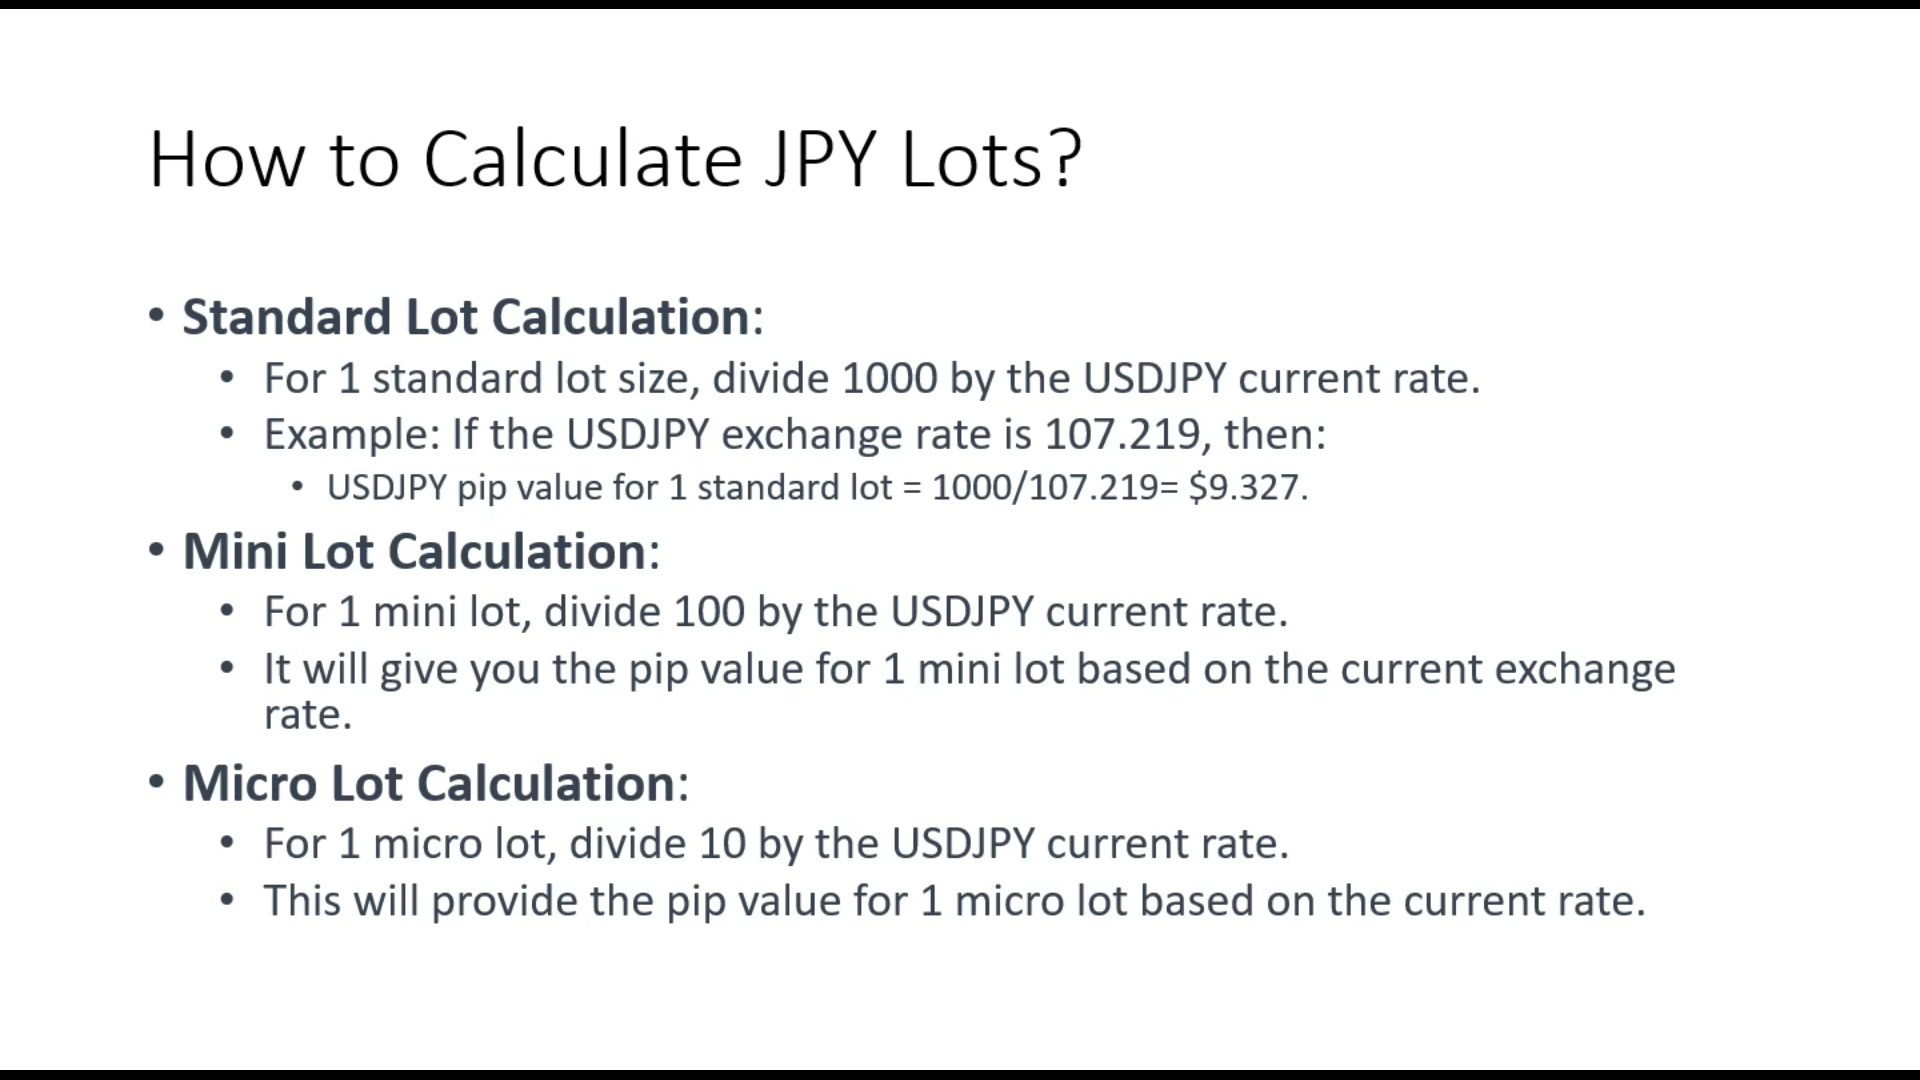 How to Calculate JPY Lots?
• Standard Lot Calculation:
• For 1 standard lot size, divide 1000 by the USDJPY current rate.
• Example: If the USDJPY exchange rate is 107.219, then:
• USDJPY pip value for 1 standard lot = 1000/107.219= $9.327.
• Mini Lot Calculation:
• For 1 mini lot, divide 100 by the USDJPY current rate.
• It will give you the pip value for 1 mini lot based on the current exchange
rate.
• Micro Lot Calculation:
• For 1 micro lot, divide 10 by the USDJPY current rate.
• This will provide the pip value for 1 micro lot based on the current rate.